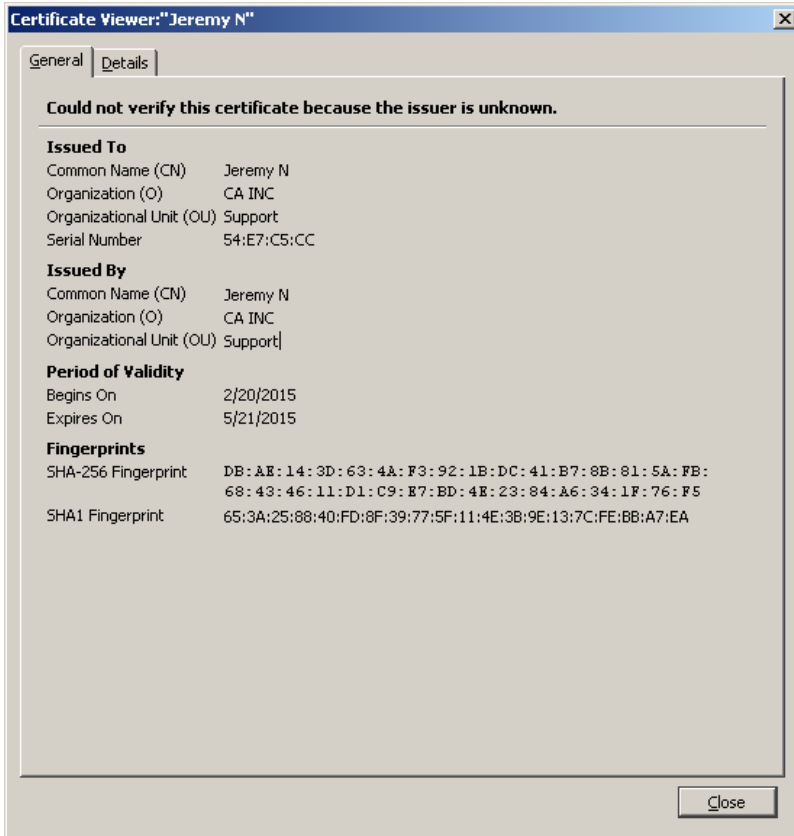 Certificate Viewer:"Jeremy N"
General Details
Could not verify this certificate because the issuer is unknown.
Issued To
Common Name (CN) Jeremy N
Organization (O) CA INC
Organizational Unit (OU) Support
Serial Number 54:E7:C5:CC
Issued By
Common Name (CN) Jeremy N
Organization (O) CA INC
Organizational Unit (OU) Support
Period of Validity
Begins On 2/20/2015
Expires On 5/21/2015
Fingerprints
SHA-256 Fingerprint DB:AE:14:3D:63:4A:F3:92:1B:DC:41:B7:8B:81:5A:FB:
68:43:46:11:D1:C9:E7:BD:4E:23:84:A6:34:1F:76:F5
SHA1 Fingerprint 65:3A:25:88:40:FD:8F:39:77:5F:11:4E:3B:9E:13:7C:FE:BB:A7:EA
Close